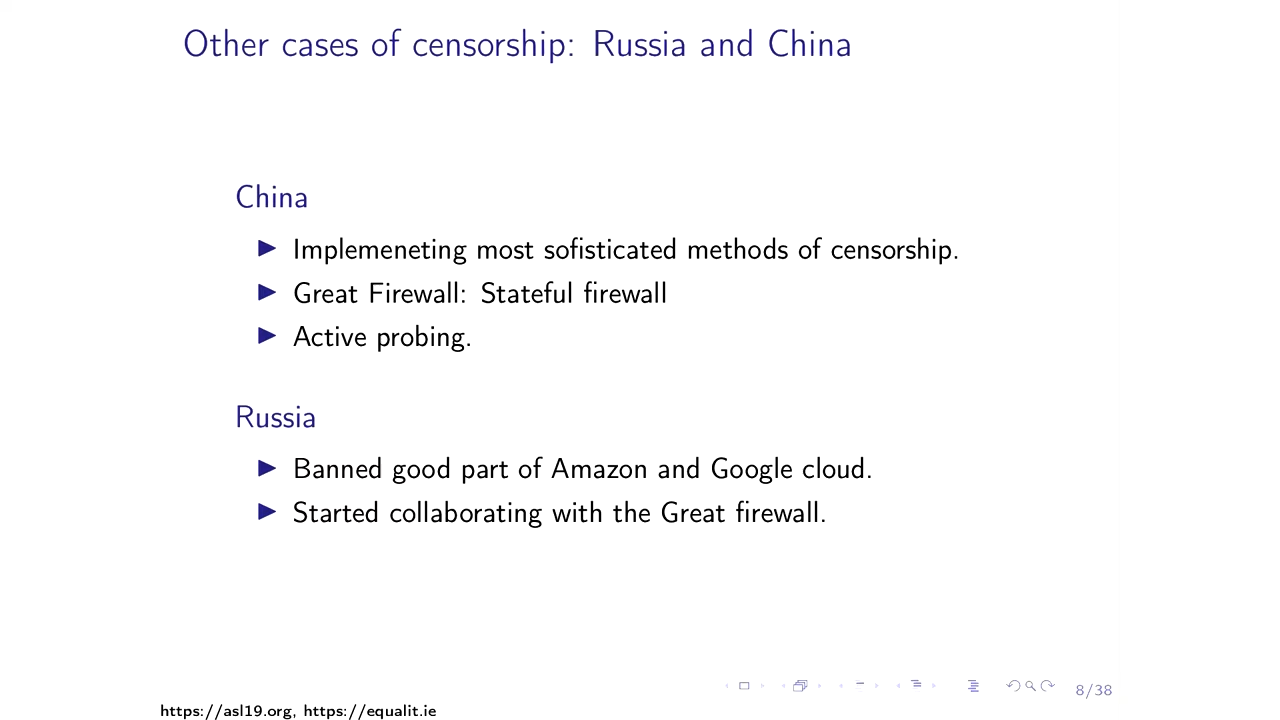 Other cases of censorship: Russia and China
China
Implemeneting most sofisticated methods of censorship.
Great Firewall: Stateful firewall
Active probing.
Russia
Banned good part of Amazon and Google cloud.
Started collaborating with the Great firewall.
8/38
https://asl19.org, https://equalit.ie